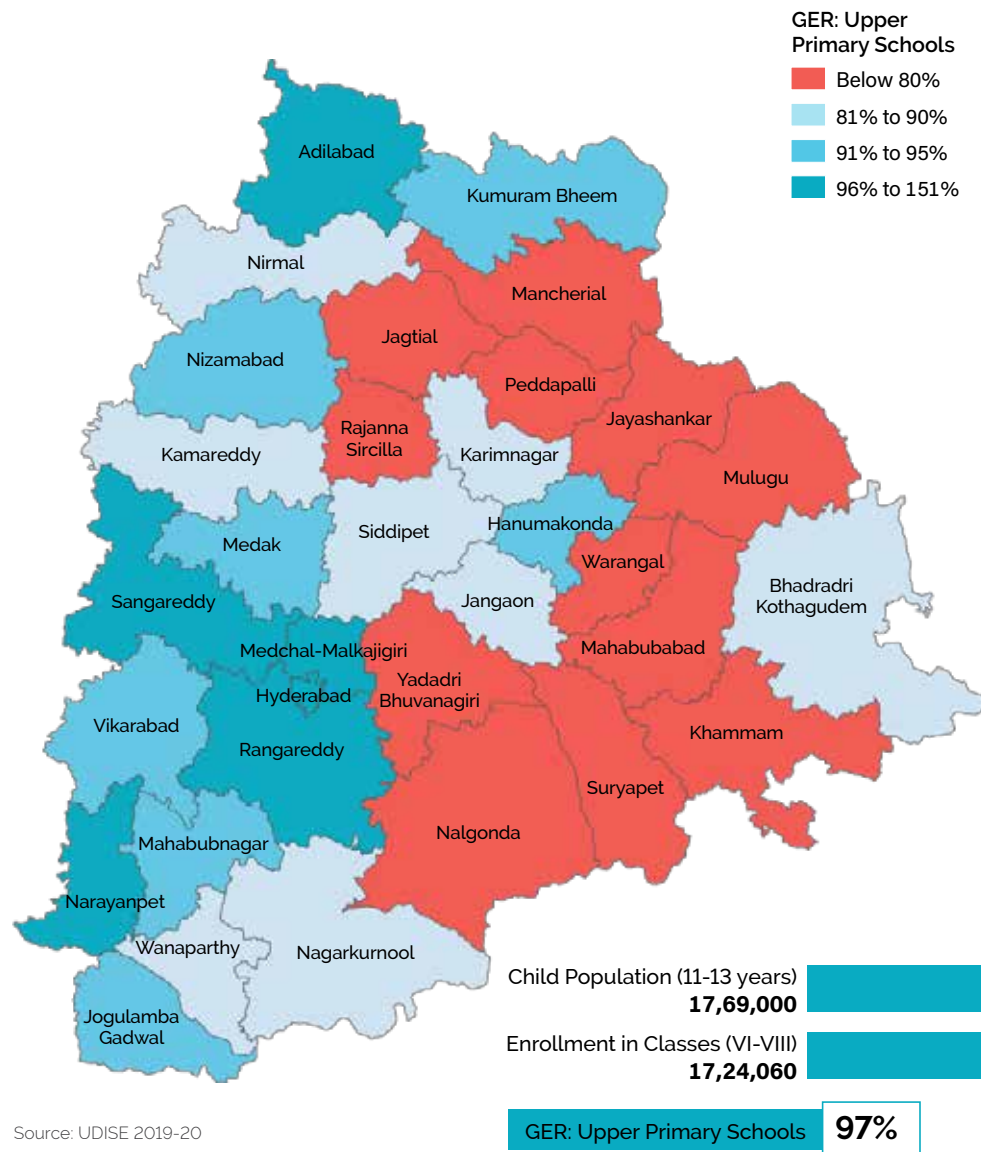 GER: Upper
Primary Schools
Below 80%
81% to 90%
91% to 95%
96% to 151%
Adilabad
Kumuram Bheem
Nirmal
Mancherial
Jagtial
Nizamabad
Peddapalli
Jayashankar
Rajanna
Sircilla
Karimnagar
Kamareddy
Mulugu
Hanumakonda
Siddipet
Medak
Warangal
Bhadradri
Kothagudem
Jangaon
Sangareddy
Mahabubabad
Medchal-Malkajigiri
Yadadri
Bhuvanagiri
Hyderabad
Vikarabad
Khammam
Rangareddy
Suryapet
Nalgonda
Mahabubnagar
Narayanpet
Wanaparthy
Nagarkurnool
Jogulamba
Gadwal
Child Population (11-13 years)
17,69,000
Enrollment in Classes (VI-VIII)
17,24,060
GER: Upper Primary Schools 97%
Source: UDISE 2019-20